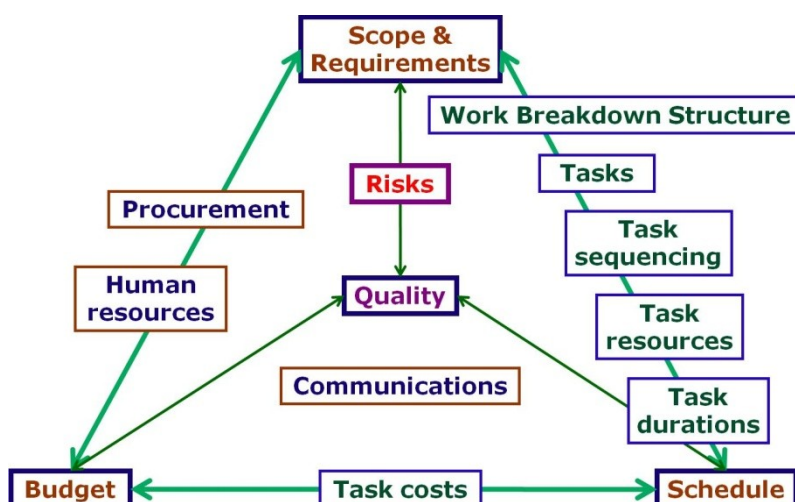 Scope &
Requirements
Work Breakdown Structure
Risks
Tasks
Procurement
Task
sequencing
Human
resources
Quality
Task
resources
Communications
Task
durations
Budget
Task costs
Schedule